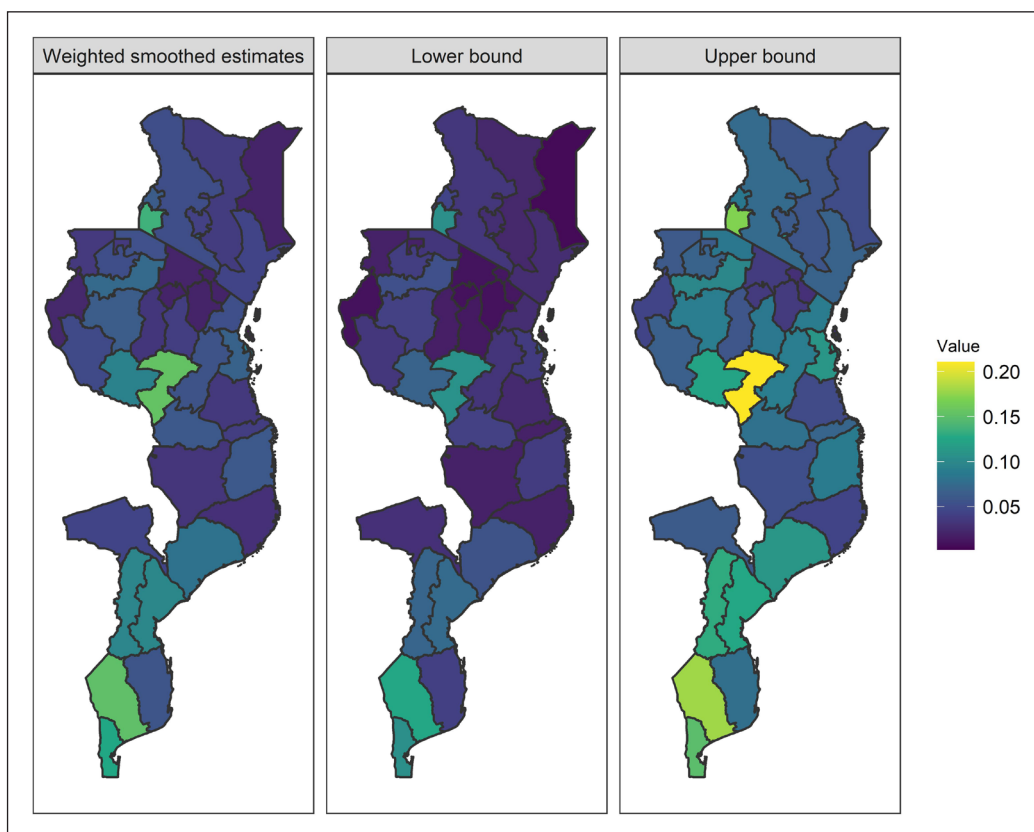 Weighted smoothed estimates
Lower bound
Upper bound
Value
0.20
0.15
0.10
0.05